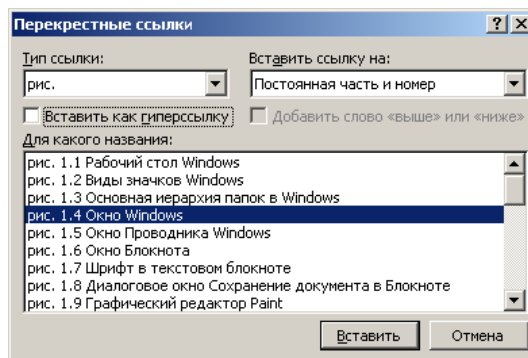 Перекрестные ссылки
Тип ссылки: Вставить ссылку на:
рис. Постоянная часть и номер
Вставить как гиперссылку Добавить слово «выше» или «ниже»
Для какого названия:
рис. 1.1 Рабочий стол Windows
рис. 1.2 Виды значков Windows
рис. 1.3 Основная иерархия папок в Windows
рис. 1.4 Окно Windows
рис. 1.5 Окно Проводника Windows
рис. 1.6 Окно Блокнота
рис. 1.7 Шрифт в текстовом блокноте
рис. 1.8 Диалоговое окно Сохранение документа в Блокноте
рис. 1.9 Графический редактор Paint
Вставить Отмена